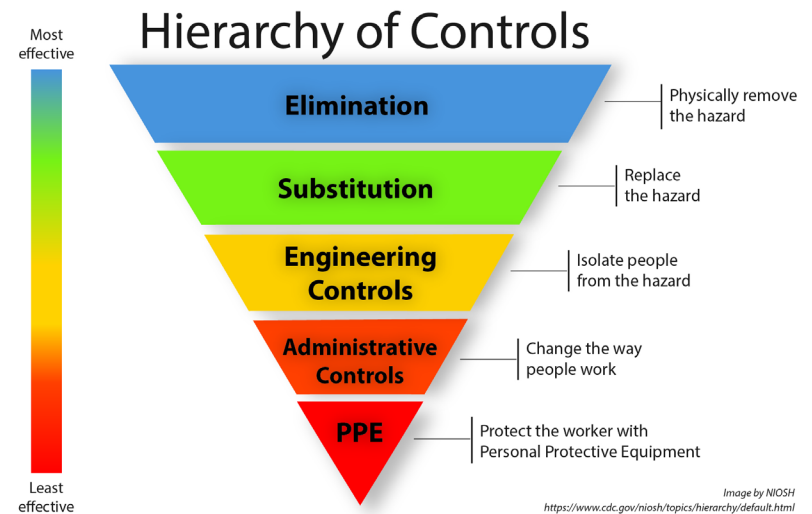 Hierarchy of Controls
Most
effective
Elimination
Physically remove
the hazard
Substitution
Replace
the hazard
Engineering
Controls
Isolate people
from the hazard
Administrative
Controls
Change the way
people work
PPE
Protect the worker with
Personal Protective Equipment
Least
effective
Image by NIOSH
https://www.cdc.gov/niosh/topics/hierarchy/default.html